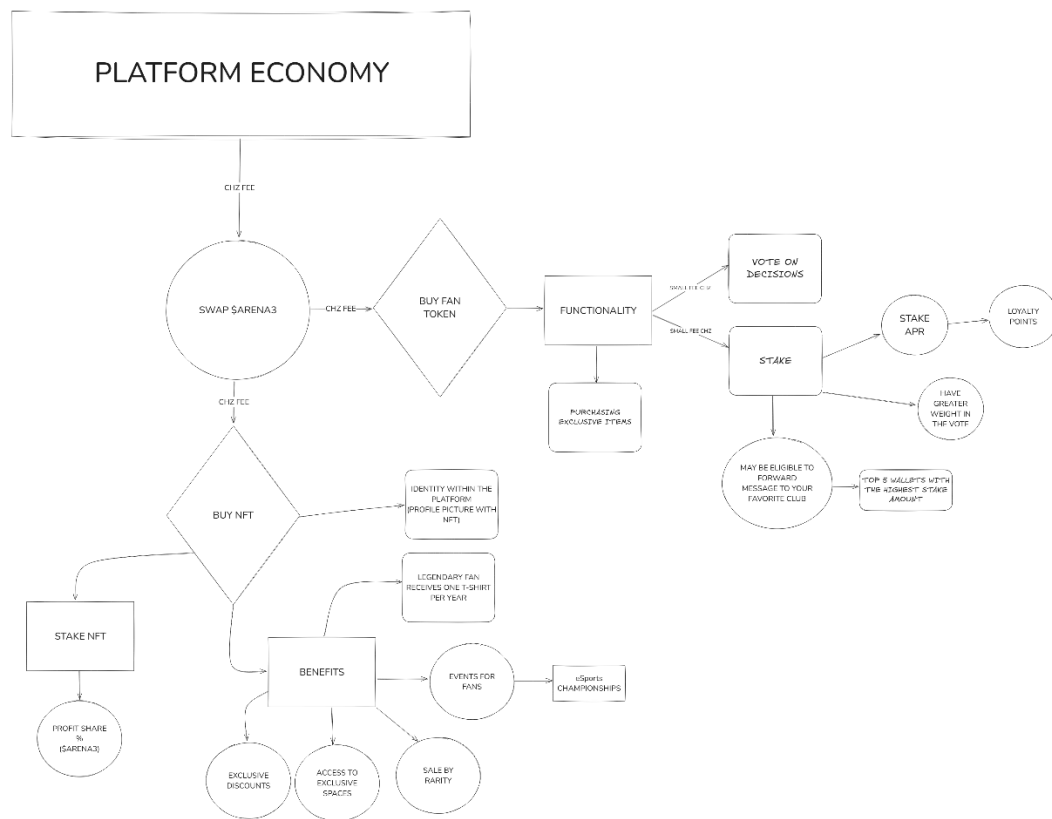 PLATFORM ECONOMY
CHZ FEE
SWAP $ARENA3
CHZ FEE
BUY FAN
TOKEN
FUNCTIONALITY
SMALL FEE CHZ
VOTE ON
DECISIONS
SMALL FEE CHZ
STAKE
STAKE
APR
LOYALTY
POINTS
HAVE
GREATER
WEIGHT IN
THE VOTE
PURCHASING
EXCLUSIVE ITEMS
MAY BE ELIGIBLE TO
FORWARD
MESSAGE TO YOUR
FAVORITE CLUB
TOP 5 WALLETS WITH
THE HIGHEST STAKE
AMOUNT
CHZ FEE
BUY NFT
IDENTITY WITHIN THE
PLATFORM
(PROFILE PICTURE WITH
NFT)
LEGENDARY FAN
RECEIVES ONE T-SHIRT
PER YEAR
STAKE NFT
BENEFITS
EVENTS FOR
FANS
eSports
CHAMPIONSHIPS
PROFIT SHARE
%
($ARENA3)
EXCLUSIVE
DISCOUNTS
ACCESS TO
EXCLUSIVE
SPACES
SALE BY
RARITY